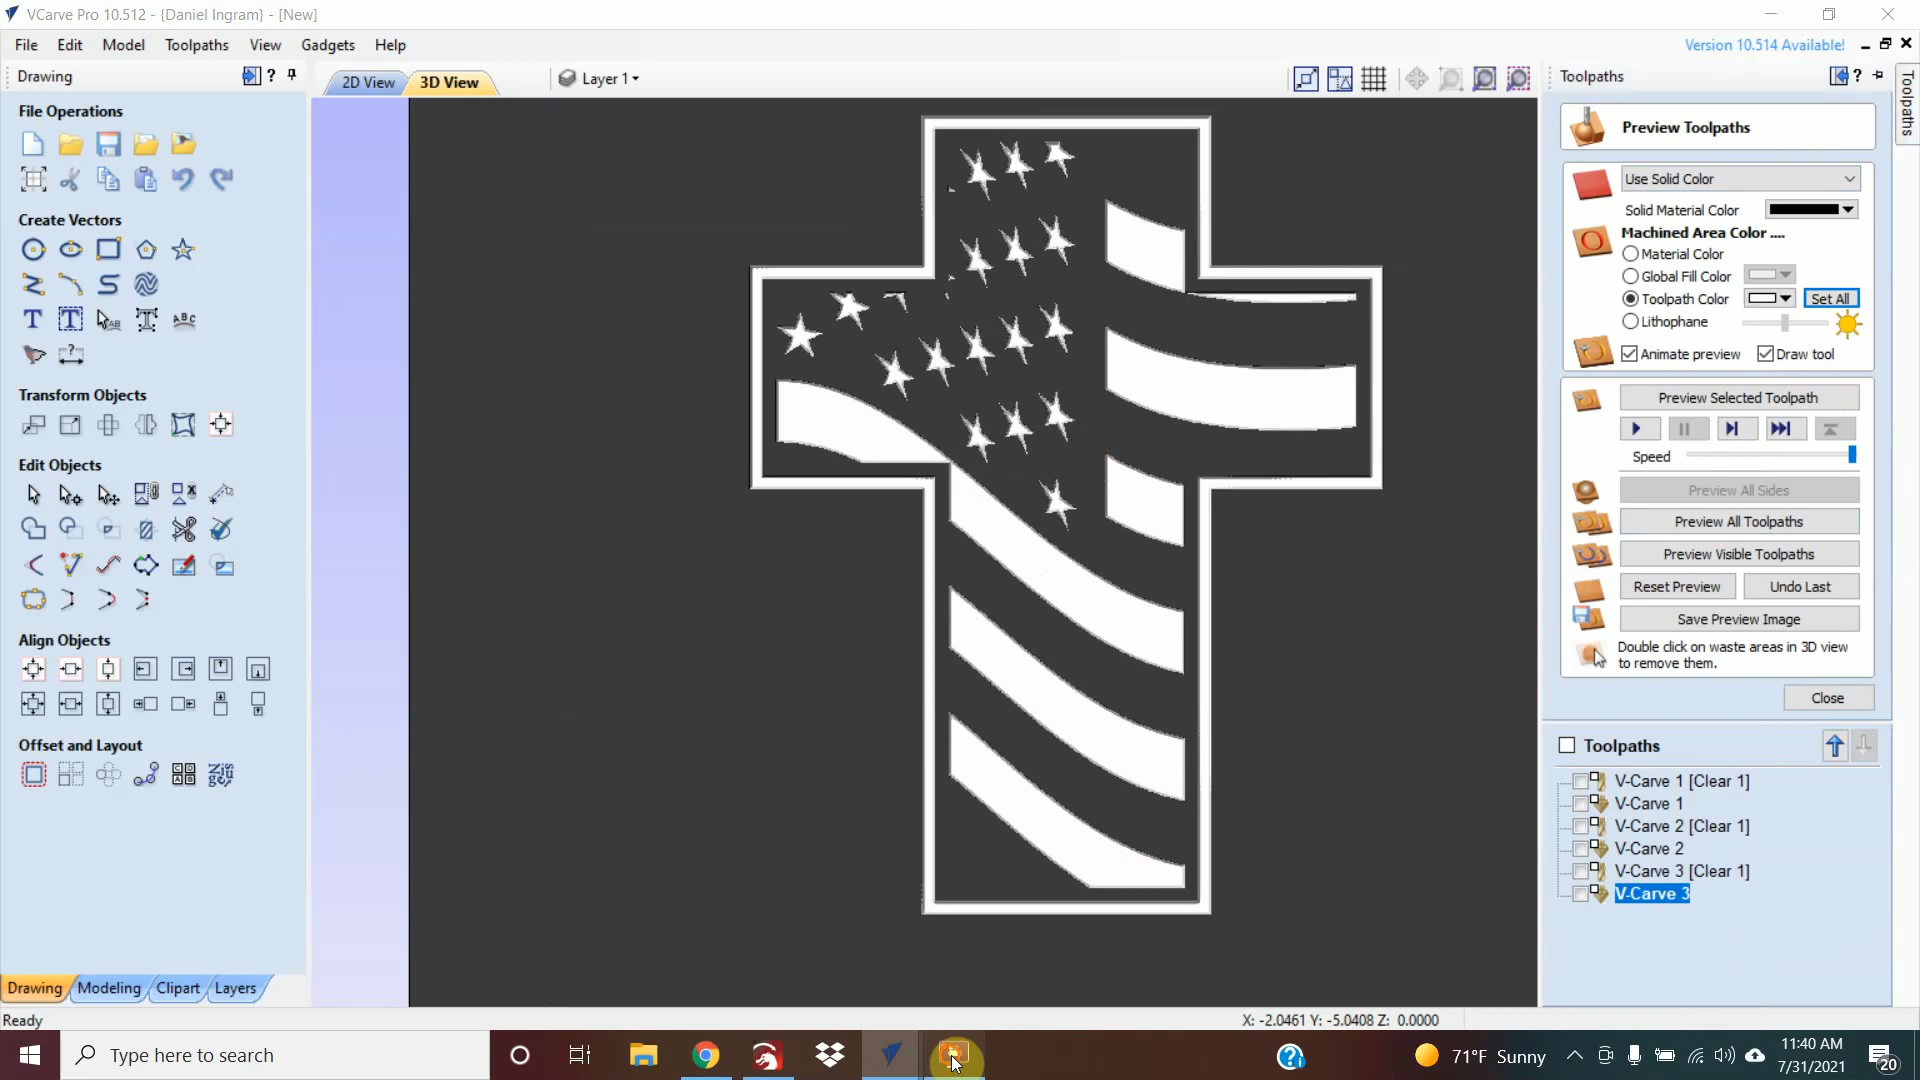 VCarve Pro 10.512 - {Daniel Ingram} - [New]
File Edit Model Toolpaths View Gadgets Help
Version 10.514 Available!
Drawing
?
2D View
3D View
Layer 1
Toolpaths
?
Toolpaths
File Operations
Create Vectors
Transform Objects
Edit Objects
Align Objects
Offset and Layout
Drawing
Modeling
Clipart
Layers
Preview Toolpaths
Use Solid Color
Solid Material Color
Machined Area Color ....
Material Color
Global Fill Color
Toolpath Color
Set All
Lithophane
Animate preview
Draw tool
Preview Selected Toolpath
Speed
Preview All Sides
Preview All Toolpaths
Preview Visible Toolpaths
Reset Preview
Undo Last
Save Preview Image
Double click on waste areas in 3D view
to remove them.
Close
Toolpaths
V-Carve 1 [Clear 1]
V-Carve 1
V-Carve 2 [Clear 1]
V-Carve 2
V-Carve 3 [Clear 1]
V-Carve 3
Ready
X: -2.0461 Y: -5.0408 Z: 0.0000
Type here to search
71°F Sunny
11:40 AM
7/31/2021
20